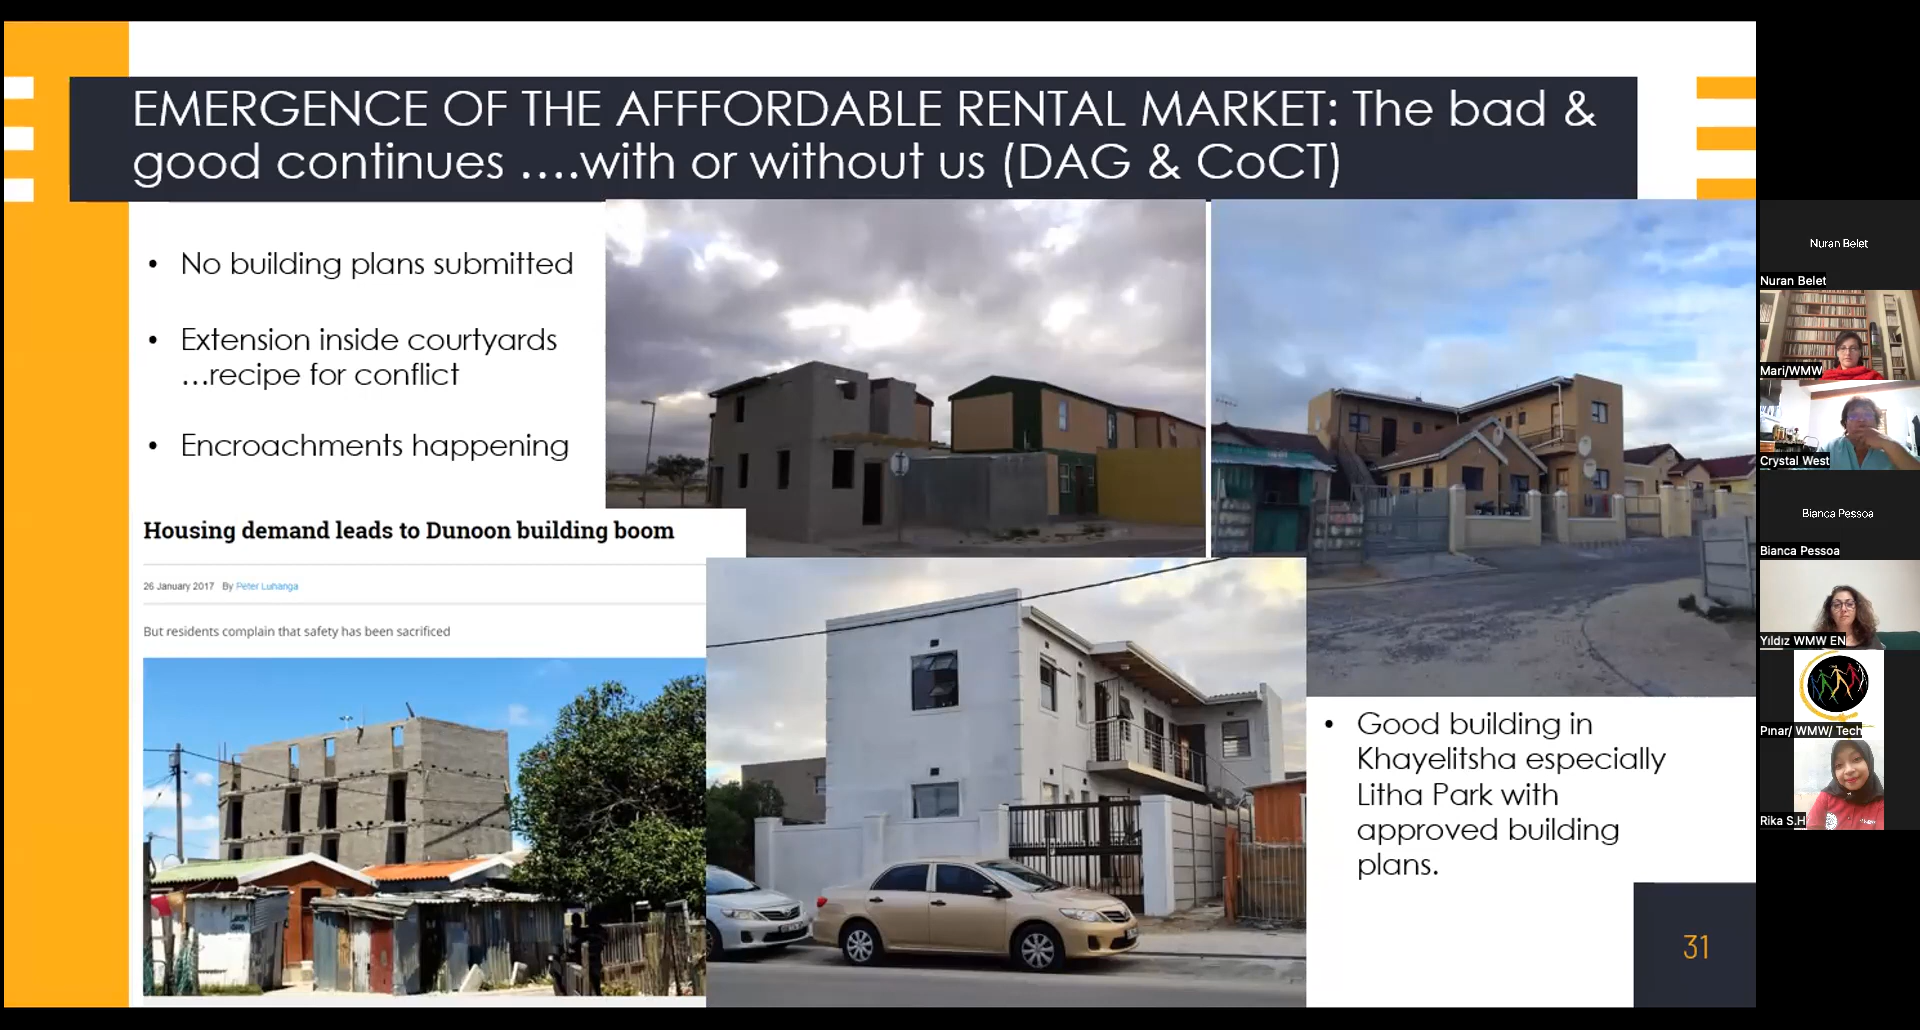 EMERGENCE OF THE AFFFORDABLE RENTAL MARKET: The bad &
good continues ....with or without us (DAG & CoCT)
• No building plans submitted
• Extension inside courtyards
...recipe for conflict
• Encroachments happening
Housing demand leads to Dunoon building boom
26 January 2017 By Peter Luhanga
But residents complain that safety has been sacrificed
• Good building in
Khayelitsha especially
Litha Park with
approved building
plans.
31
Nuran Belet
Nuran Belet
Mari/WMW
Crystal West
Bianca Pessoa
Bianca Pessoa
Yıldız WMW EN
Pınar/ WMW/ Tech
Rika S.H